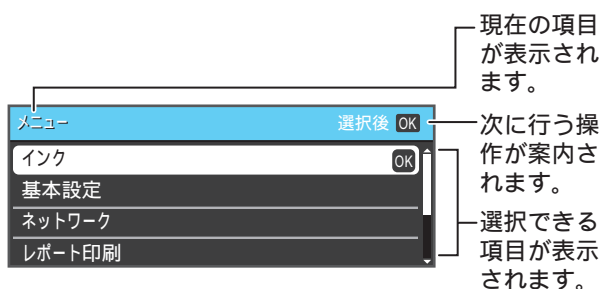 現在の項目
が表示され
ます。
メニュー
選択後 OK
次に行う操
作が案内さ
れます。
インク OK
基本設定
ネットワーク
レポート印刷
選択できる
項目が表示
されます。